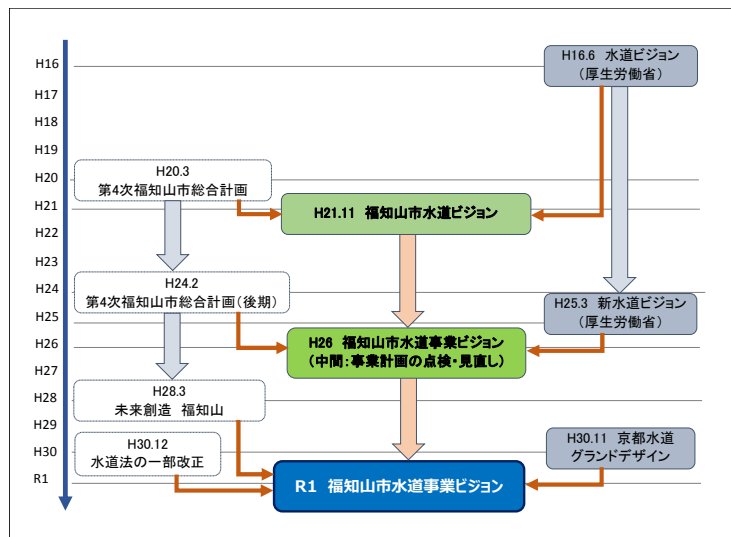 H16
H17
H18
H19
H20
H21
H22
H23
H24
H25
H26
H27
H28
H29
H30
R1
H16.6 水道ビジョン
（厚生労働省）
H20.3
第4次福知山市総合計画
H21.11 福知山市水道ビジョン
H24.2
第4次福知山市総合計画（後期）
H25.3 新水道ビジョン
（厚生労働省）
H26 福知山市水道事業ビジョン
（中間：事業計画の点検・見直し）
H28.3
未来創造 福知山
H30.12
水道法の一部改正
H30.11 京都水道
グランドデザイン
R1 福知山市水道事業ビジョン